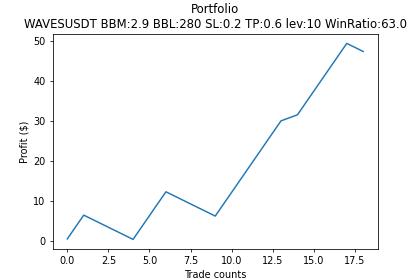 Portfolio
WAVESUSDT BBM:2.9 BBL:280 SL:0.2 TP:0.6 lev:10 WinRatio:63.0
50
40
30
20
10
0
Profit ($)
0.0 2.5 5.0 7.5 10.0 12.5 15.0 17.5
Trade counts